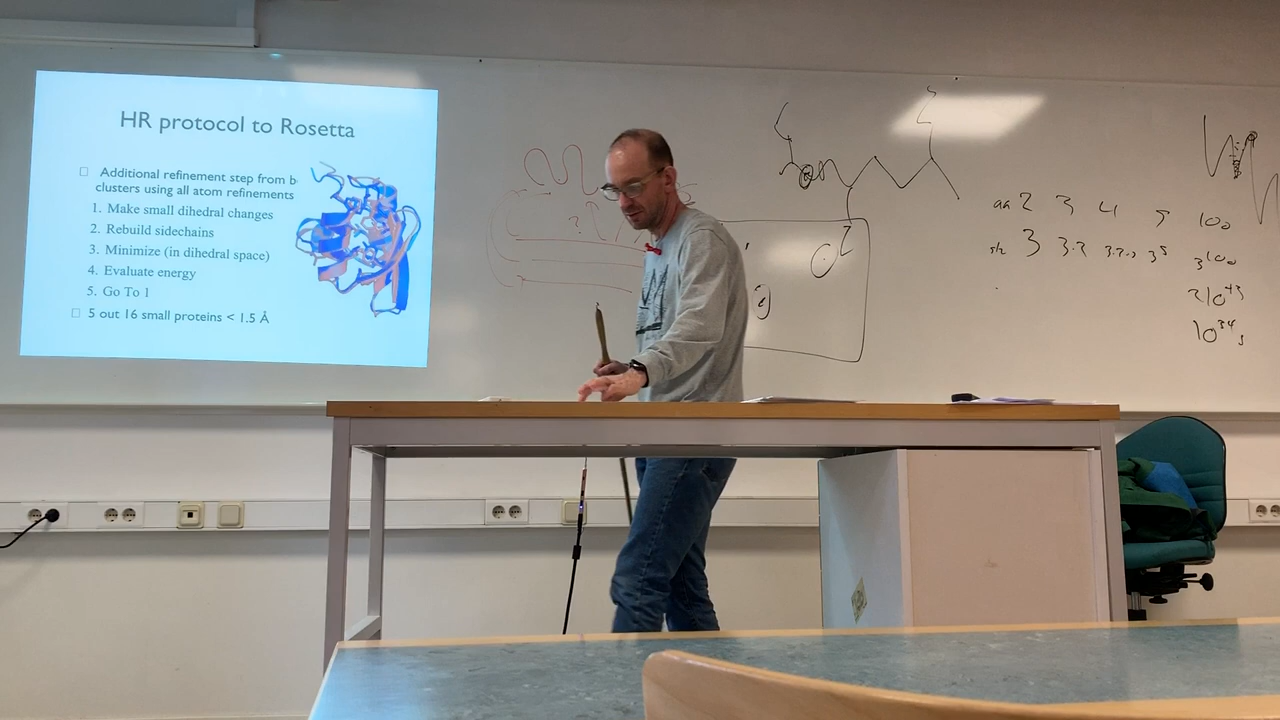 HR protocol to Rosetta
□ Additional refinement step from b
clusters using all atom refinements
1. Make small dihedral changes
2. Rebuild sidechains
3. Minimize (in dihedral space)
4. Evaluate energy
5. Go To 1
□ 5 out 16 small proteins < 1.5 Å
?
aa 2 3 4 5 100
3 3·3 3·3·3 3⁵ 3¹⁰⁰